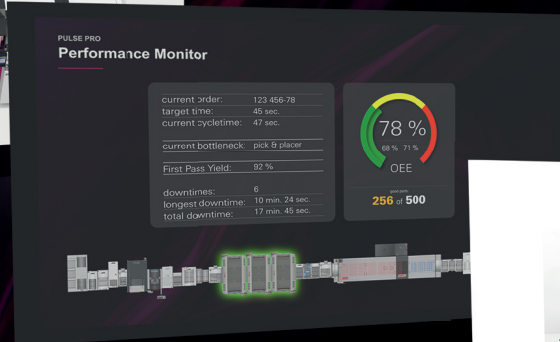 PULSE PRO
Performance Monitor
current order: 123 456-78
target time: 45 sec.
current cycletime: 47 sec.
current bottleneck: pick & placer
First Pass Yield: 92 %
downtimes: 6
longest downtime: 10 min. 24 sec.
total downtime: 17 min. 45 sec.
78 %
68 % 71 %
OEE
good parts
256 of 500